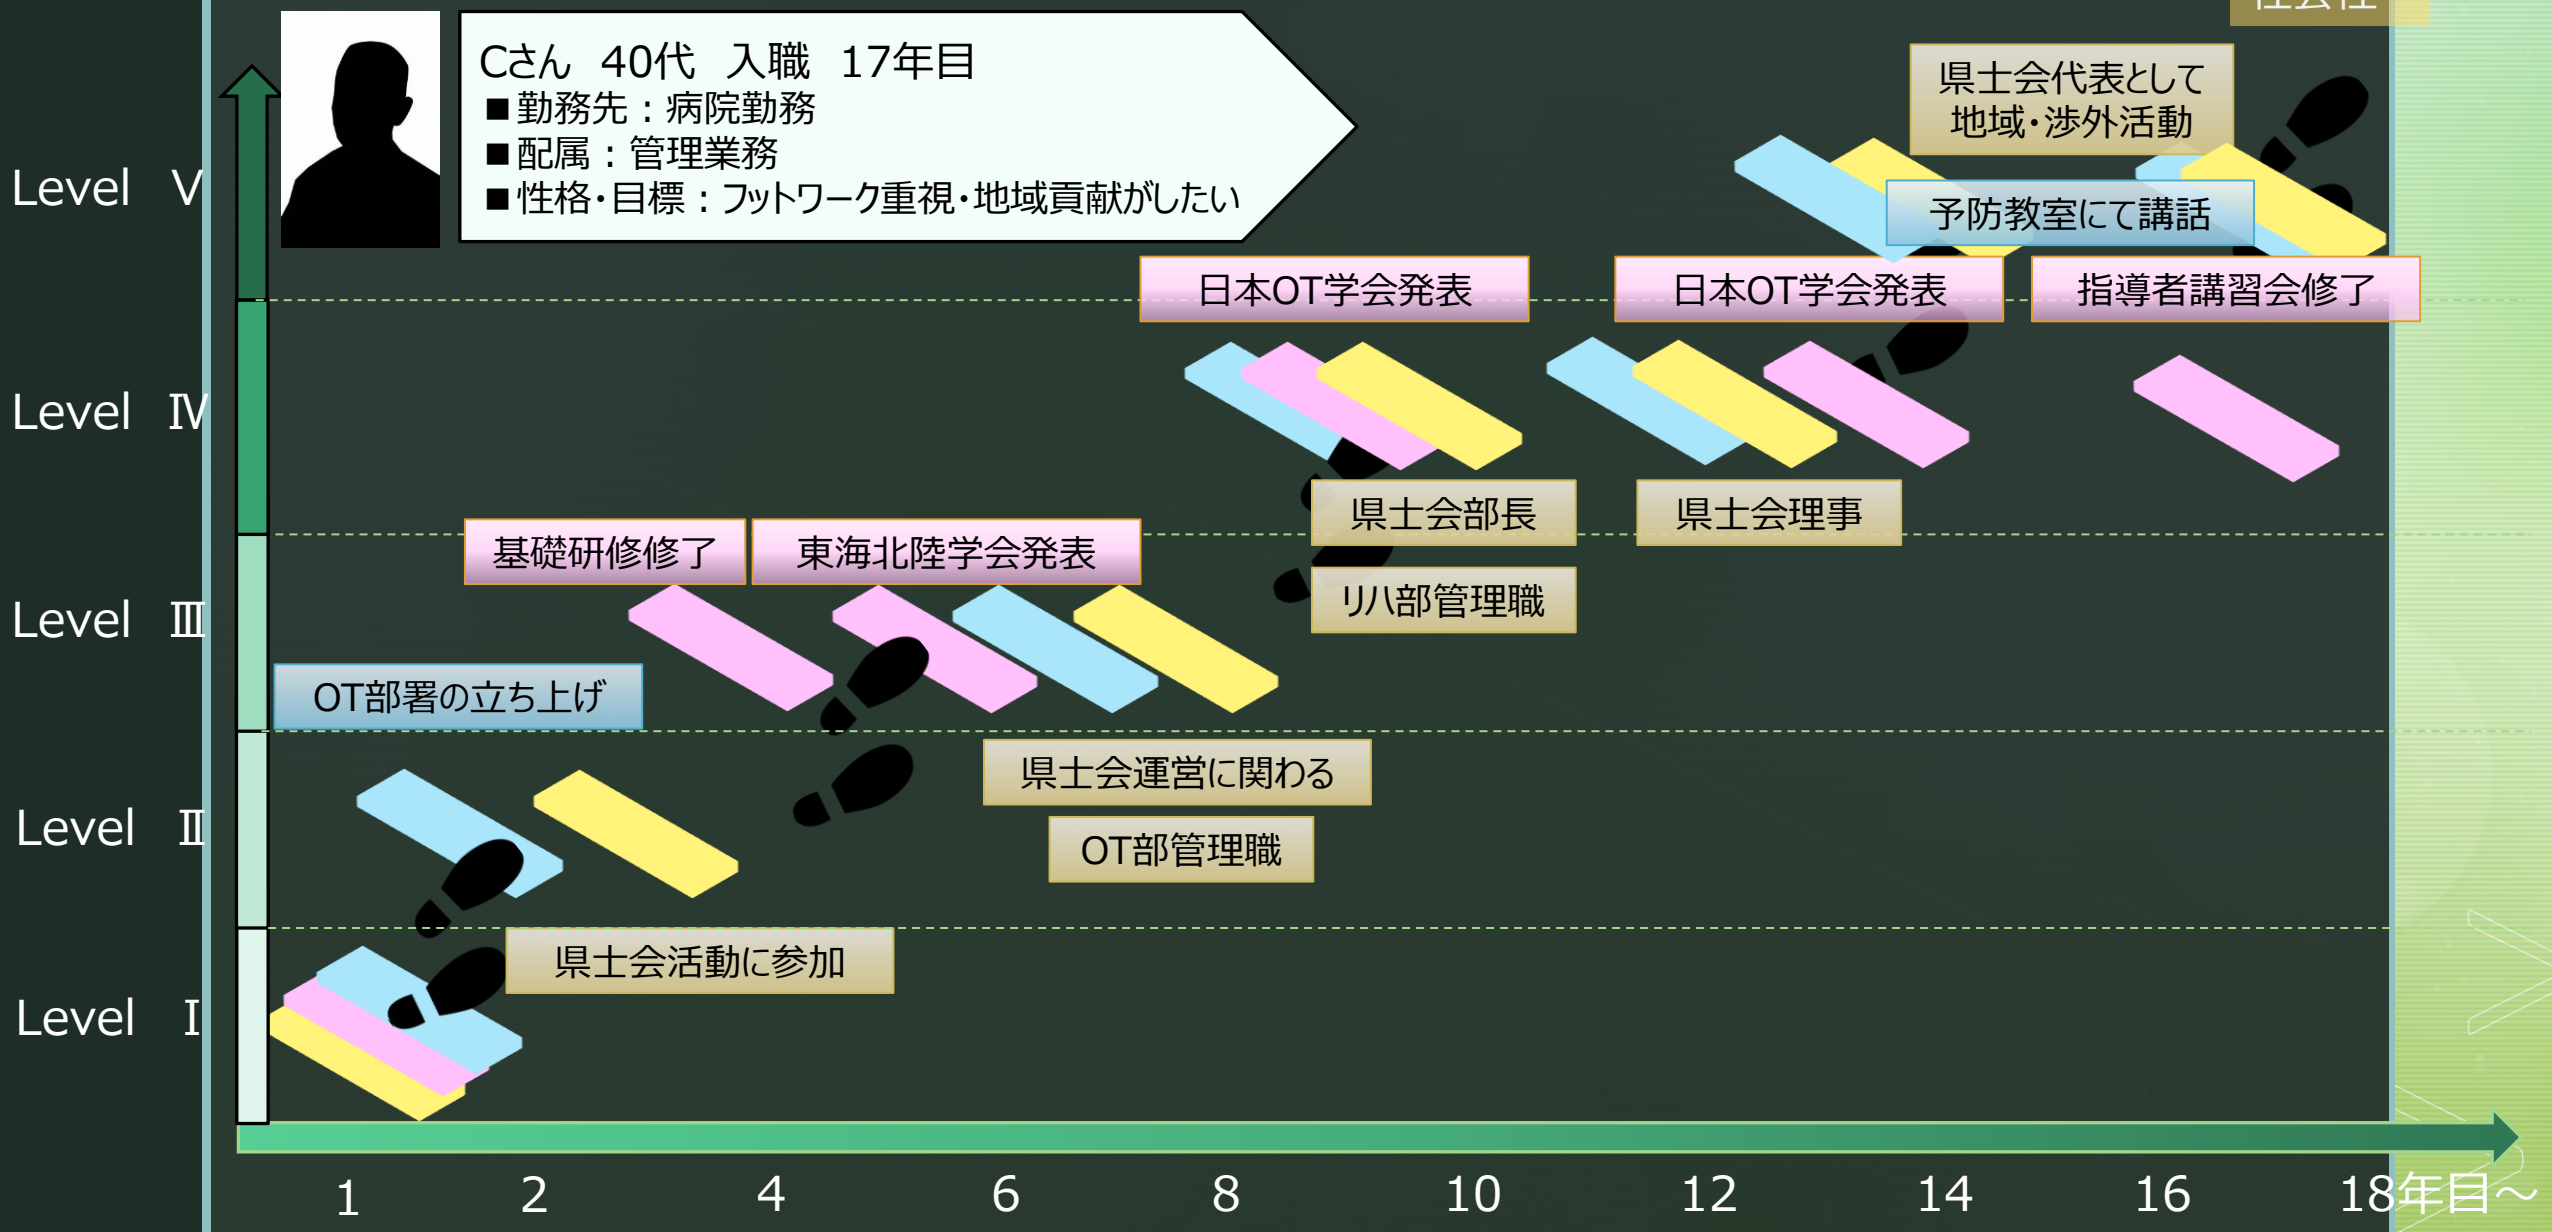 Cさん 40代 入職 17年目
■勤務先：病院勤務
■配属：管理業務
■性格・目標：フットワーク重視・地域貢献がしたい
県士会代表として
地域・渉外活動
Level Ⅴ
予防教室にて講話
日本OT学会発表
日本OT学会発表
指導者講習会修了
Level Ⅳ
県士会部長
県士会理事
基礎研修修了
東海北陸学会発表
リハ部管理職
Level Ⅲ
OT部署の立ち上げ
県士会運営に関わる
Level Ⅱ
OT部管理職
県士会活動に参加
Level Ⅰ
1 2 4 6 8 10 12 14 16 18年目～